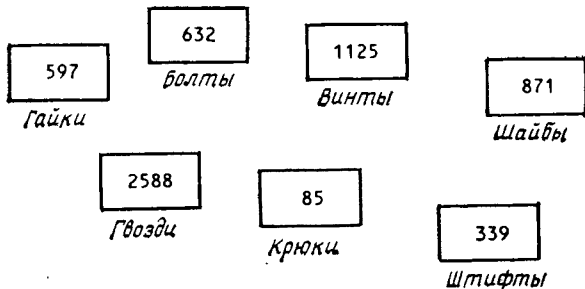 597
Гайки
632
Болты
1125
Винты
871
Шайбы
2588
Гвозди
85
Крюки
339
Штифты